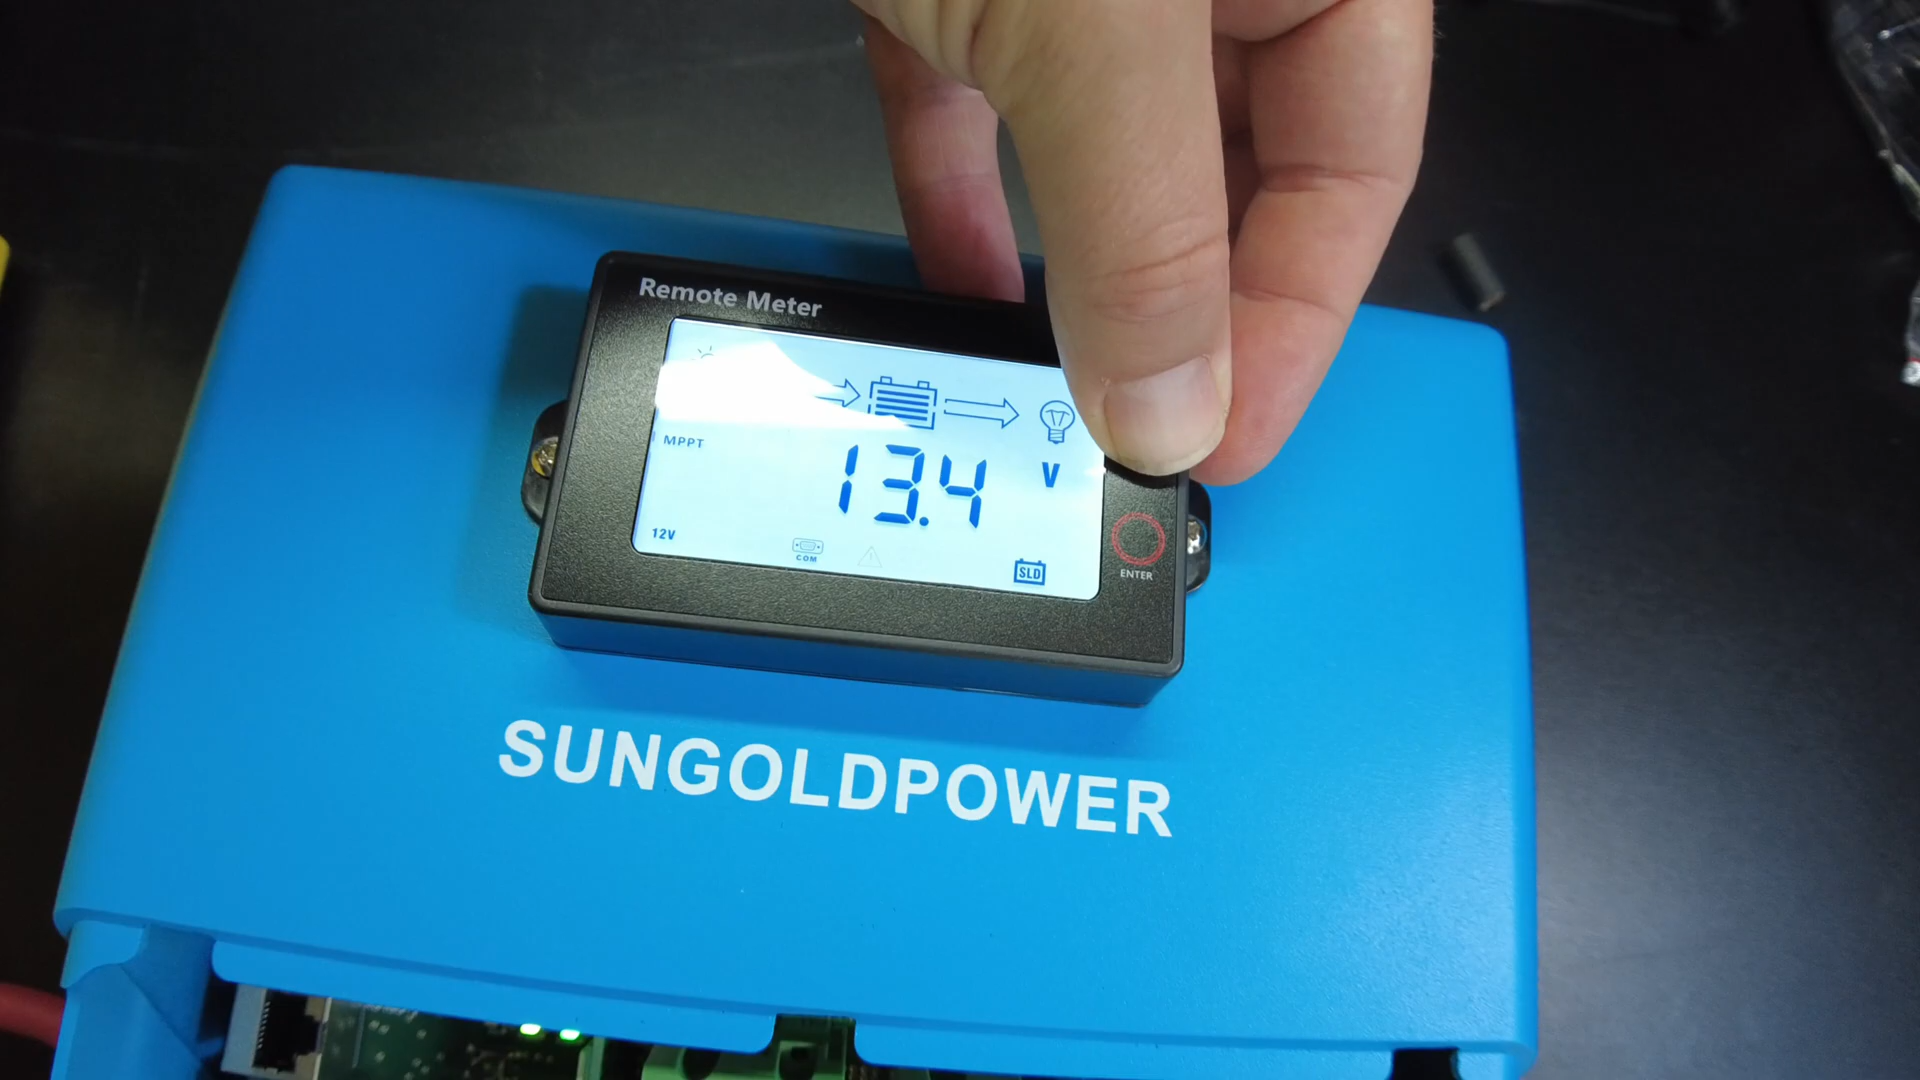 Remote Meter
MPPT
13.4 V
12V
COM
SLD
ENTER
SUNGOLDPOWER